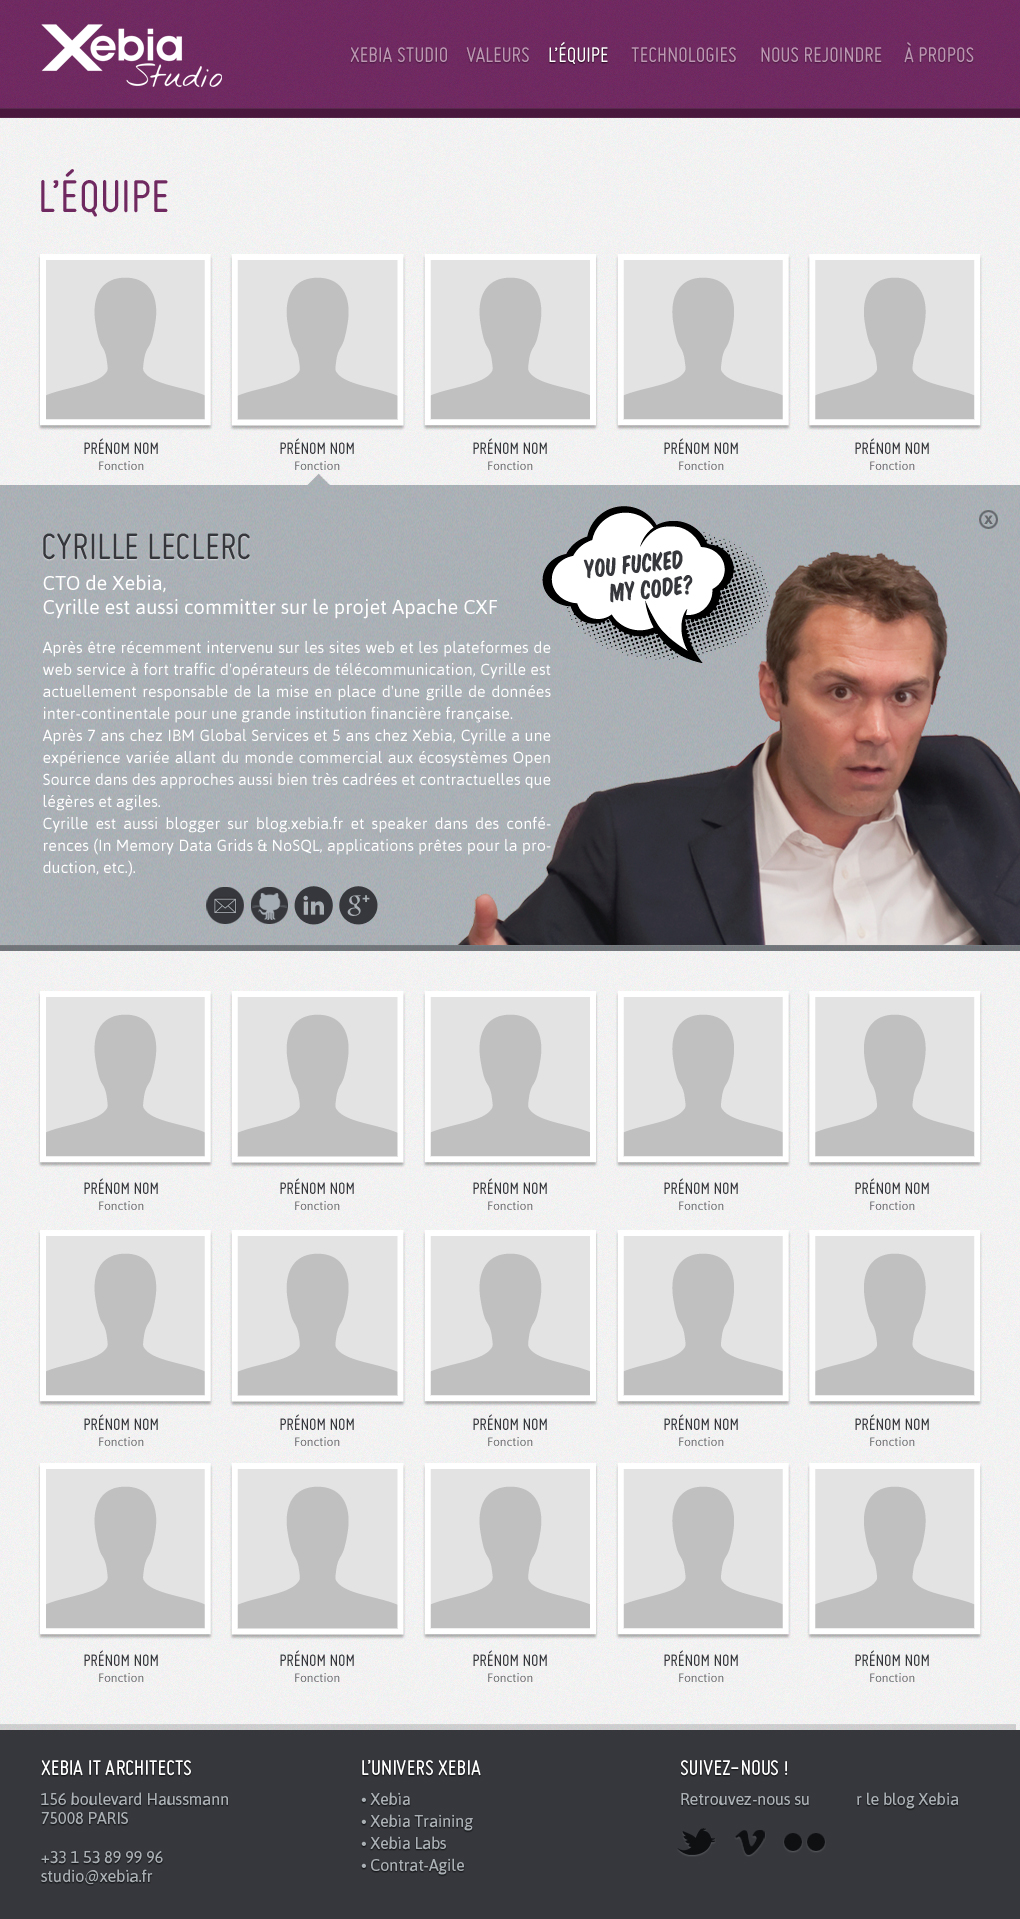 Xebia
Studio
XEBIA STUDIO VALEURS L'ÉQUIPE TECHNOLOGIES NOUS REJOINDRE À PROPOS
L'ÉQUIPE
PRÉNOM NOM PRÉNOM NOM PRÉNOM NOM PRÉNOM NOM PRÉNOM NOM
Fonction Fonction Fonction Fonction Fonction
x
CYRILLE LECLERC
CTO de Xebia,
Cyrille est aussi committer sur le projet Apache CXF
YOU FUCKED
MY CODE?
Après être récemment intervenu sur les sites web et les plateformes de
web service à fort traffic d'opérateurs de télécommunication, Cyrille est
actuellement responsable de la mise en place d'une grille de données
inter-continentale pour une grande institution financière française.
Après 7 ans chez IBM Global Services et 5 ans chez Xebia, Cyrille a une
expérience variée allant du monde commercial aux écosystèmes Open
Source dans des approches aussi bien très cadrées et contractuelles que
légères et agiles.
Cyrille est aussi blogger sur blog.xebia.fr et speaker dans des confé-
rences (In Memory Data Grids & NoSQL, applications prêtes pour la pro-
duction, etc.).
in g+
PRÉNOM NOM PRÉNOM NOM PRÉNOM NOM PRÉNOM NOM PRÉNOM NOM
Fonction Fonction Fonction Fonction Fonction
PRÉNOM NOM PRÉNOM NOM PRÉNOM NOM PRÉNOM NOM PRÉNOM NOM
Fonction Fonction Fonction Fonction Fonction
PRÉNOM NOM PRÉNOM NOM PRÉNOM NOM PRÉNOM NOM PRÉNOM NOM
Fonction Fonction Fonction Fonction Fonction
XEBIA IT ARCHITECTS
156 boulevard Haussmann
75008 PARIS
+33 1 53 89 99 96
studio@xebia.fr
L'UNIVERS XEBIA
• Xebia
• Xebia Training
• Xebia Labs
• Contrat-Agile
SUIVEZ-NOUS !
Retrouvez-nous su r le blog Xebia